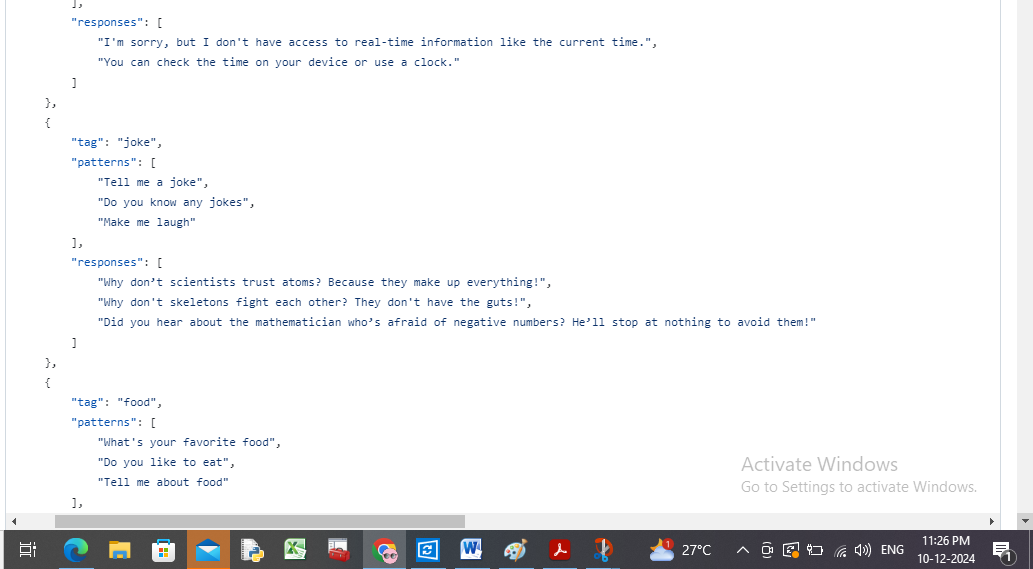 ],
"responses": [
"I'm sorry, but I don't have access to real-time information like the current time.",
"You can check the time on your device or use a clock."
]
},
{
"tag": "joke",
"patterns": [
"Tell me a joke",
"Do you know any jokes",
"Make me laugh"
],
"responses": [
"Why don’t scientists trust atoms? Because they make up everything!",
"Why don't skeletons fight each other? They don't have the guts!",
"Did you hear about the mathematician who’s afraid of negative numbers? He’ll stop at nothing to avoid them!"
]
},
{
"tag": "food",
"patterns": [
"What's your favorite food",
"Do you like to eat",
"Tell me about food"
],
Activate Windows
Go to Settings to activate Windows.
1 27°C ENG 11:26 PM
10-12-2024 1